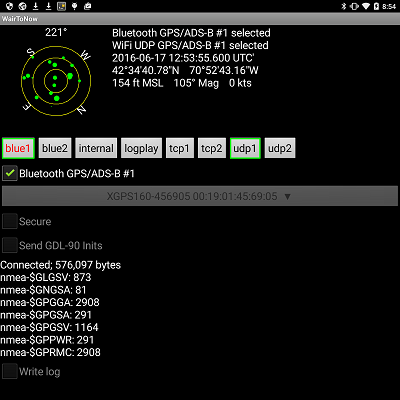 8:54
WairToNow
221°
Bluetooth GPS/ADS-B #1 selected
WiFi UDP GPS/ADS-B #1 selected
2016-06-17 12:53:55.600 UTC'
42°34'40.78"N 70°52'43.16"W
154 ft MSL 105° Mag 0 kts
S W E N
blue1 blue2 internal logplay tcp1 tcp2 udp1 udp2
Bluetooth GPS/ADS-B #1
XGPS160-456905 00:19:01:45:69:05
Secure
Send GDL-90 Inits
Connected; 576,097 bytes
nmea-$GLGSV: 873
nmea-$GNGSA: 81
nmea-$GPGGA: 2908
nmea-$GPGSA: 291
nmea-$GPGSV: 1164
nmea-$GPPWR: 291
nmea-$GPRMC: 2908
Write log